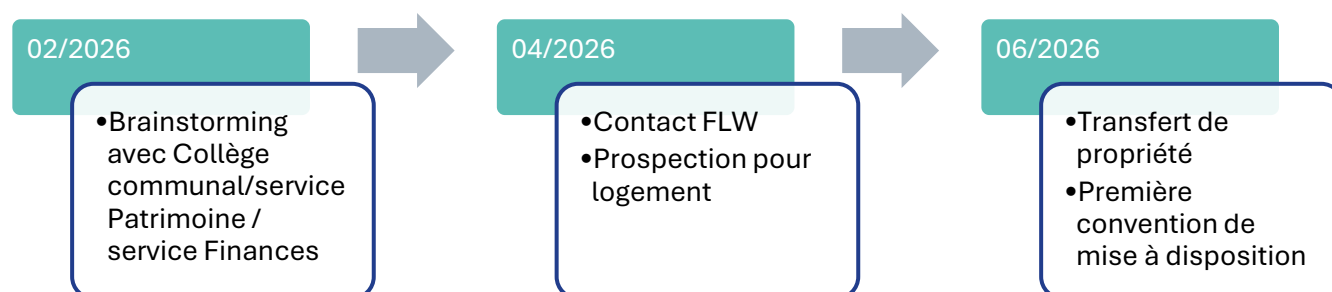 02/2026
•Brainstorming
avec Collège
communal/service
Patrimoine /
service Finances
04/2026
•Contact FLW
•Prospection pour
logement
06/2026
•Transfert de
propriété
•Première
convention de
mise à disposition